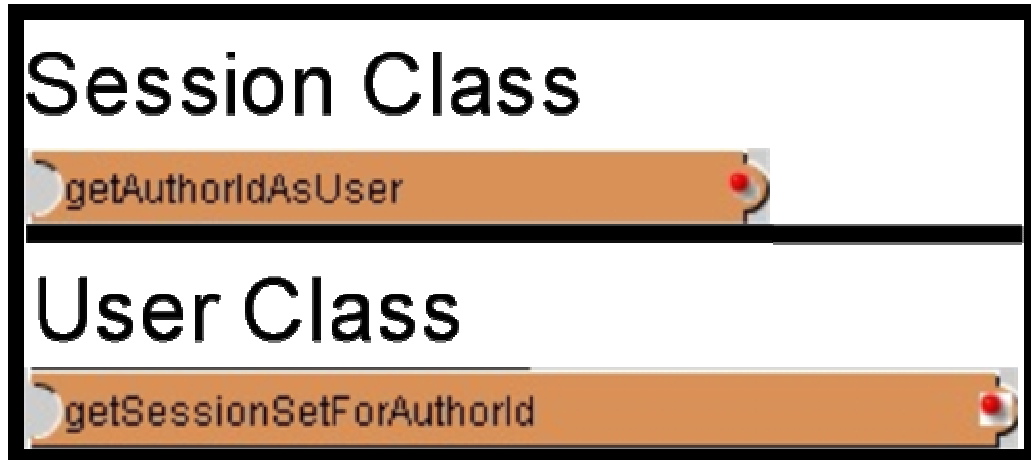 Session Class
getAuthorIdAsUser
User Class
getSessionSetForAuthorId